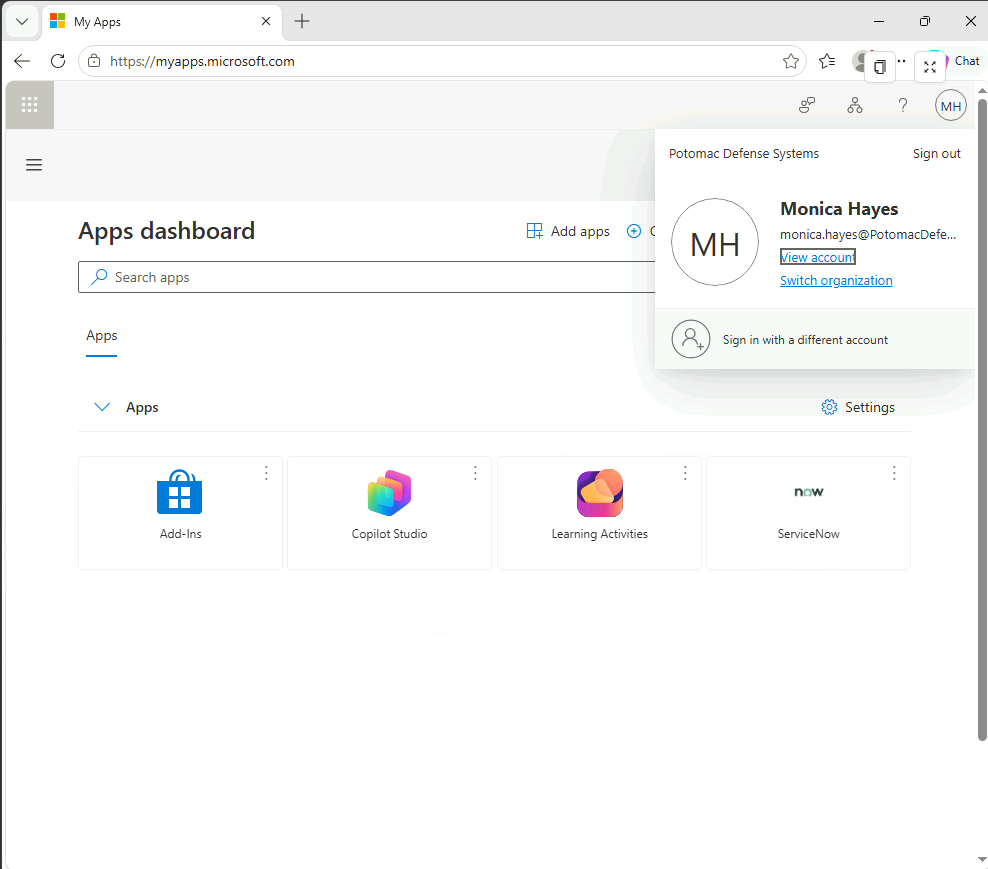 My Apps
https://myapps.microsoft.com
Chat
MH
Potomac Defense Systems
Sign out
MH
Monica Hayes
monica.hayes@PotomacDefe...
View account
Switch organization
Sign in with a different account
Apps dashboard
Add apps
Search apps
Apps
Apps
Settings
Add-Ins
Copilot Studio
Learning Activities
now
ServiceNow